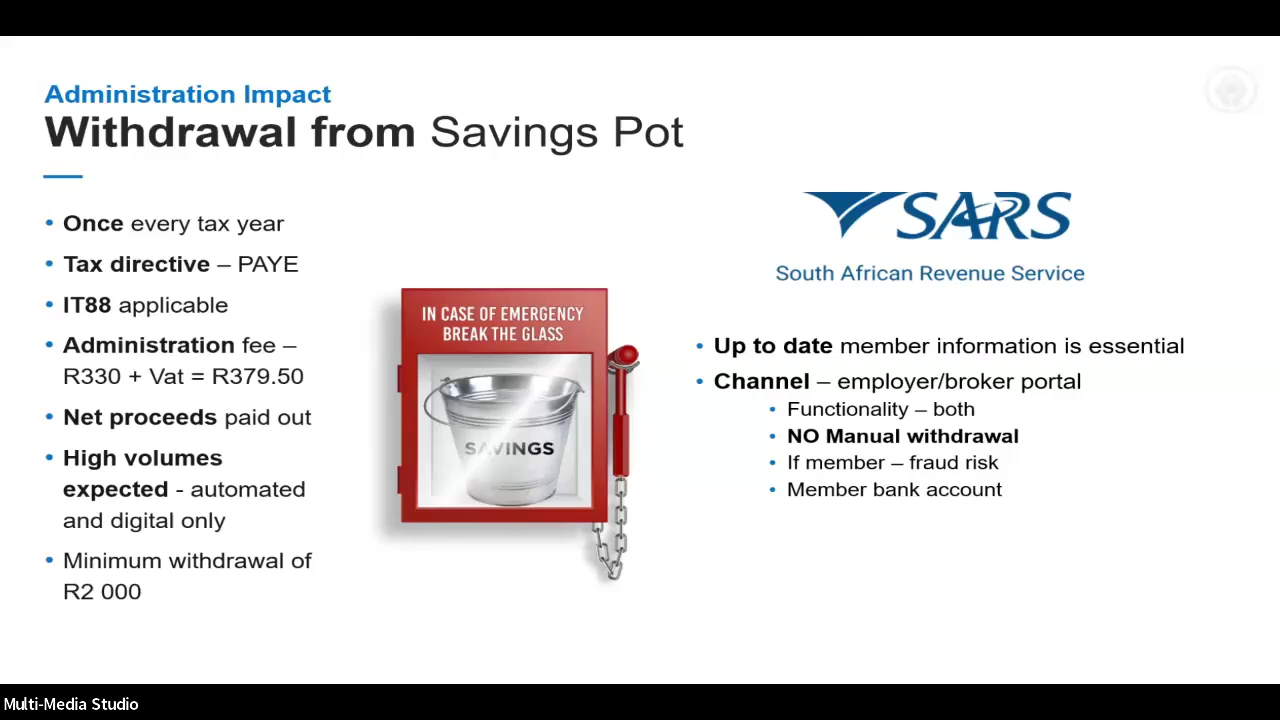 Administration Impact
Withdrawal from Savings Pot
• Once every tax year
• Tax directive – PAYE
• IT88 applicable
• Administration fee –
R330 + Vat = R379.50
• Net proceeds paid out
• High volumes
expected - automated
and digital only
• Minimum withdrawal of
R2 000
IN CASE OF EMERGENCY
BREAK THE GLASS
SAVINGS
SARS
South African Revenue Service
• Up to date member information is essential
• Channel – employer/broker portal
• Functionality – both
• NO Manual withdrawal
• If member – fraud risk
• Member bank account
Multi-Media Studio